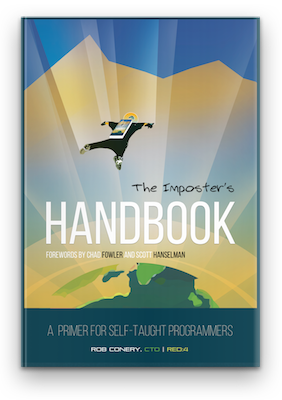 The Imposter's
HANDBOOK
FOREWORDS BY CHAD FOWLER AND SCOTT HANSELMAN
A PRIMER FOR SELF-TAUGHT PROGRAMMERS
ROB CONERY, CTO | RED:4